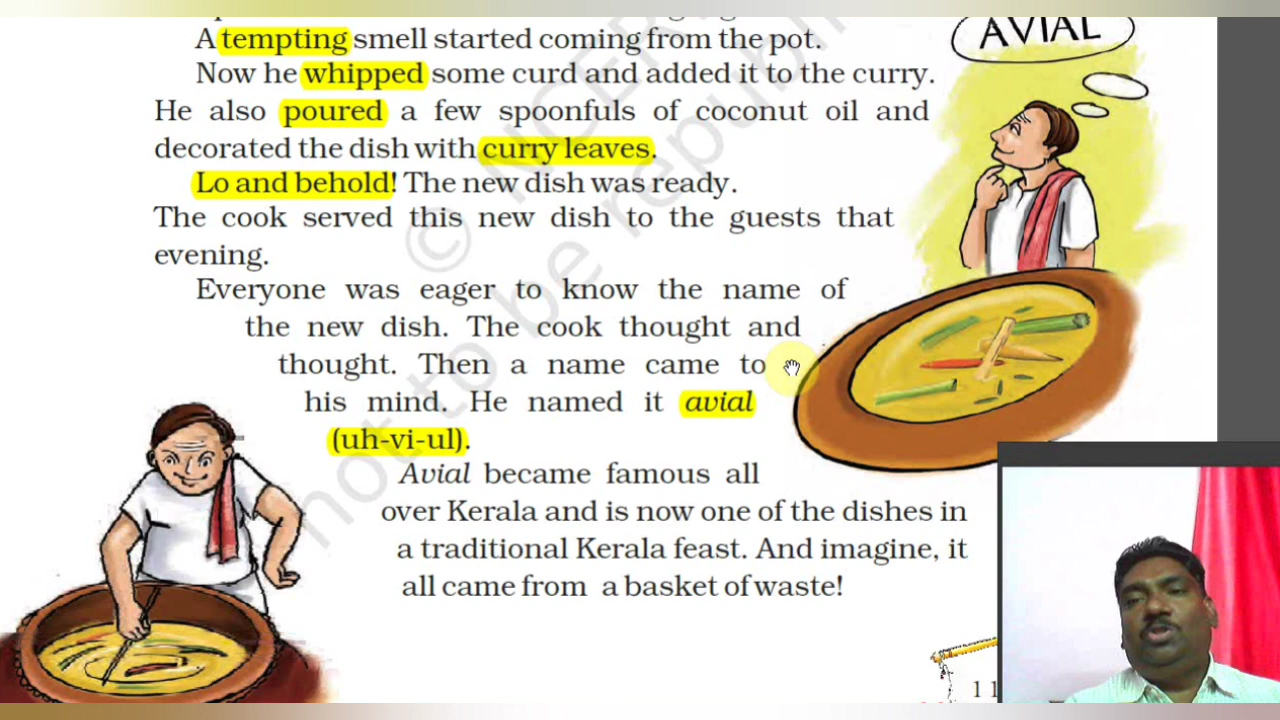 AVIAL
A tempting smell started coming from the pot.
Now he whipped some curd and added it to the curry.
He also poured a few spoonfuls of coconut oil and
decorated the dish with curry leaves.
Lo and behold! The new dish was ready.
The cook served this new dish to the guests that
evening.
Everyone was eager to know the name of
the new dish. The cook thought and
thought. Then a name came to
his mind. He named it avial
(uh-vi-ul).
Avial became famous all
over Kerala and is now one of the dishes in
a traditional Kerala feast. And imagine, it
all came from a basket of waste!
not to be republi
© NCER